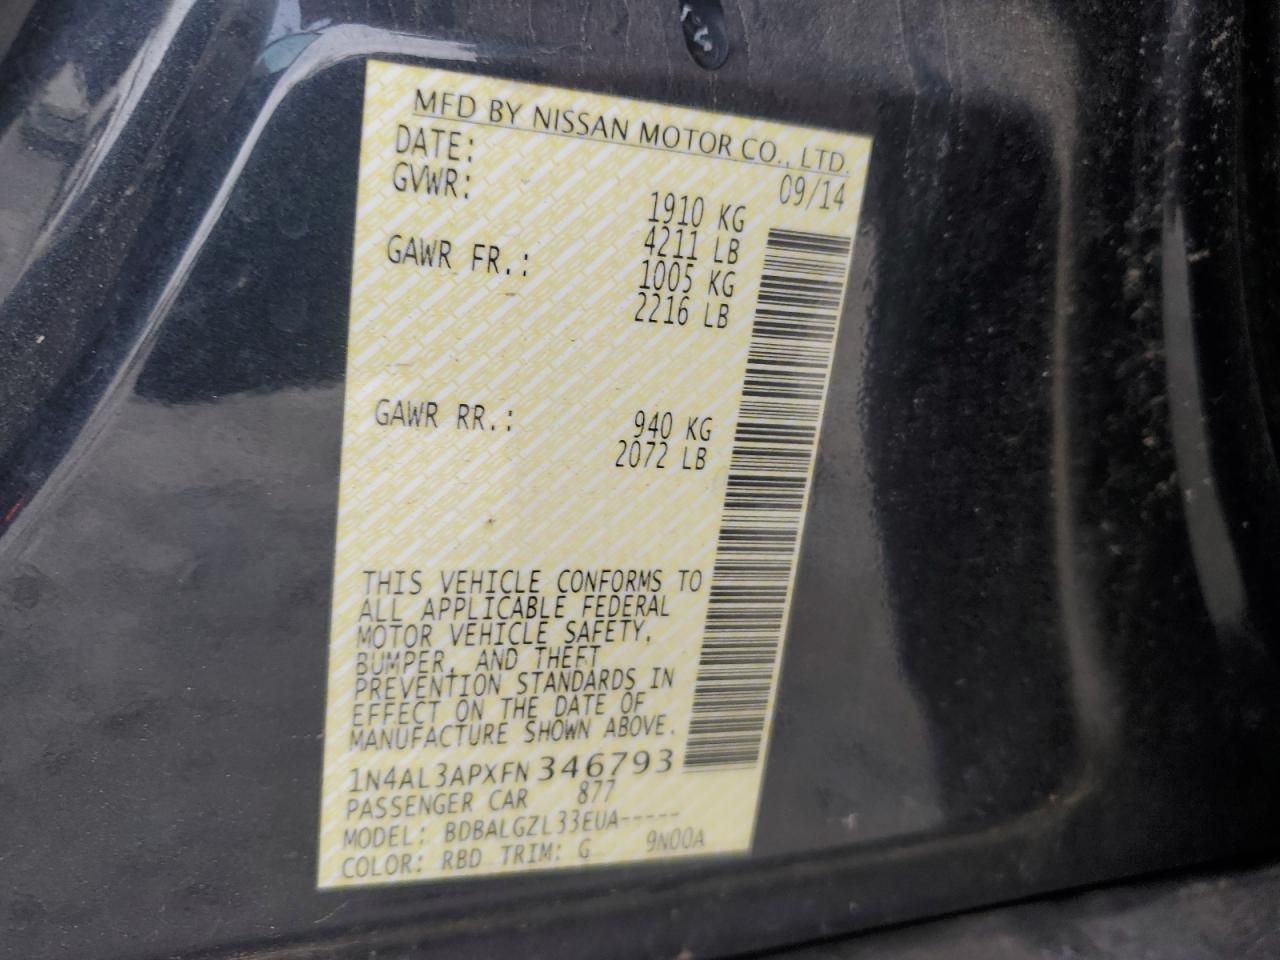 MFD BY NISSAN MOTOR CO., LTD.
DATE: 09/14
GVWR: 1910 KG
4211 LB
GAWR FR.: 1005 KG
2216 LB
GAWR RR.: 940 KG
2072 LB
THIS VEHICLE CONFORMS TO
ALL APPLICABLE FEDERAL
MOTOR VEHICLE SAFETY,
BUMPER, AND THEFT
PREVENTION STANDARDS IN
EFFECT ON THE DATE OF
MANUFACTURE SHOWN ABOVE.
1N4AL3APXFN346793
PASSENGER CAR 877
MODEL: BDBALGZL33EUA-----
COLOR: RBD TRIM: G 9N00A